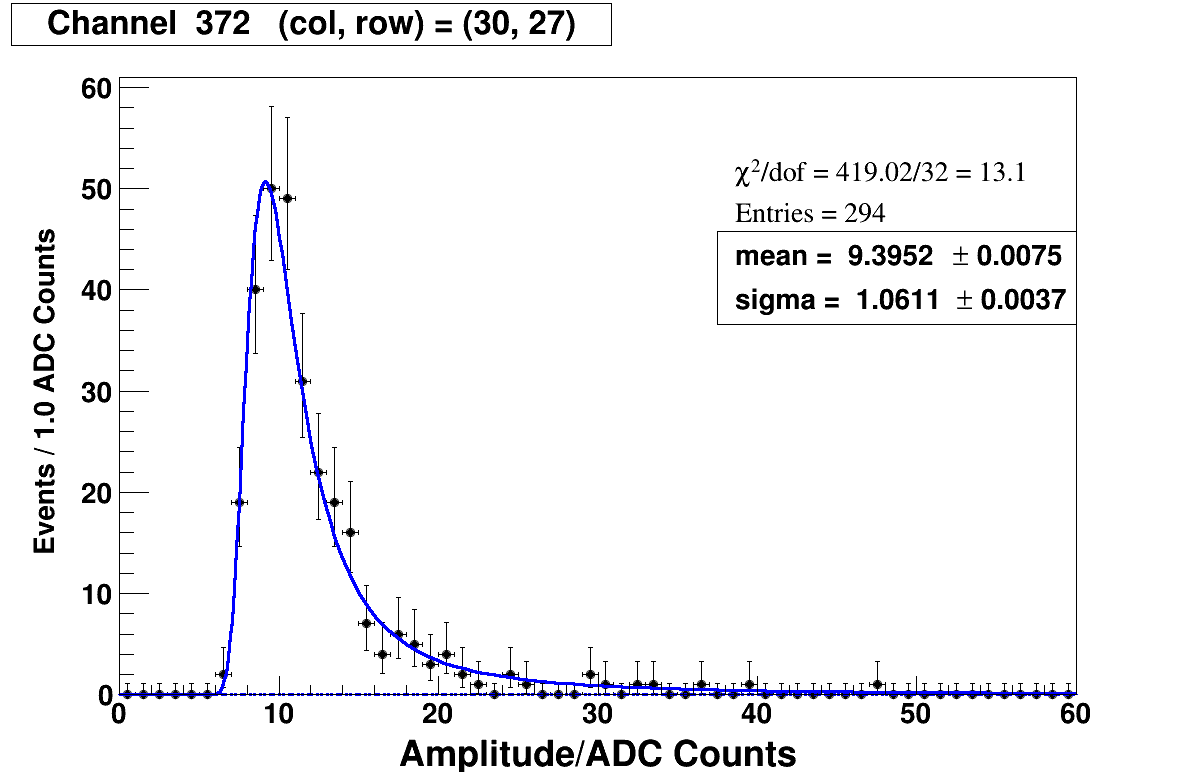 Channel 372 (col, row) = (30, 27)
60
50
40
30
20
10
0
Events / 1.0 ADC Counts
χ²/dof = 419.02/32 = 13.1
Entries = 294
mean = 9.3952 ± 0.0075
sigma = 1.0611 ± 0.0037
0 10 20 30 40 50 60
Amplitude/ADC Counts